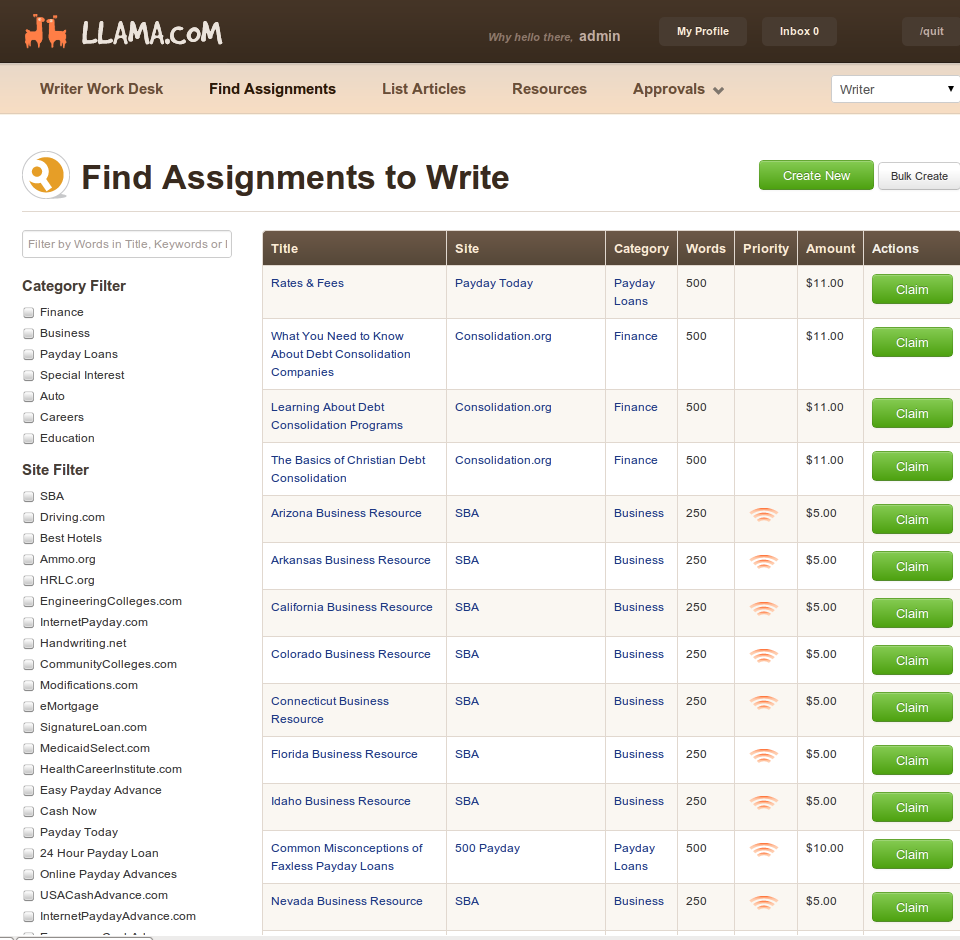 LLAMA.COM
Why hello there, admin
My Profile
Inbox 0
/quit
Writer Work Desk
Find Assignments
List Articles
Resources
Approvals
Writer
Find Assignments to Write
Create New
Bulk Create
Filter by Words in Title, Keywords or
Category Filter
Finance
Business
Payday Loans
Special Interest
Auto
Careers
Education
Site Filter
SBA
Driving.com
Best Hotels
Ammo.org
HRLC.org
EngineeringColleges.com
InternetPayday.com
Handwriting.net
CommunityColleges.com
Modifications.com
eMortgage
SignatureLoan.com
MedicaidSelect.com
HealthCareerInstitute.com
Easy Payday Advance
Cash Now
Payday Today
24 Hour Payday Loan
Online Payday Advances
USACashAdvance.com
InternetPaydayAdvance.com
Title Site Category Words Priority Amount Actions
Rates & Fees Payday Today Payday 500 $11.00 Claim
Loans
What You Need to Know Consolidation.org Finance 500 $11.00 Claim
About Debt Consolidation
Companies
Learning About Debt Consolidation.org Finance 500 $11.00 Claim
Consolidation Programs
The Basics of Christian Debt Consolidation.org Finance 500 $11.00 Claim
Consolidation
Arizona Business Resource SBA Business 250 $5.00 Claim
Arkansas Business Resource SBA Business 250 $5.00 Claim
California Business Resource SBA Business 250 $5.00 Claim
Colorado Business Resource SBA Business 250 $5.00 Claim
Connecticut Business SBA Business 250 $5.00 Claim
Resource
Florida Business Resource SBA Business 250 $5.00 Claim
Idaho Business Resource SBA Business 250 $5.00 Claim
Common Misconceptions of 500 Payday Payday 500 $10.00 Claim
Faxless Payday Loans Loans
Nevada Business Resource SBA Business 250 $5.00 Claim